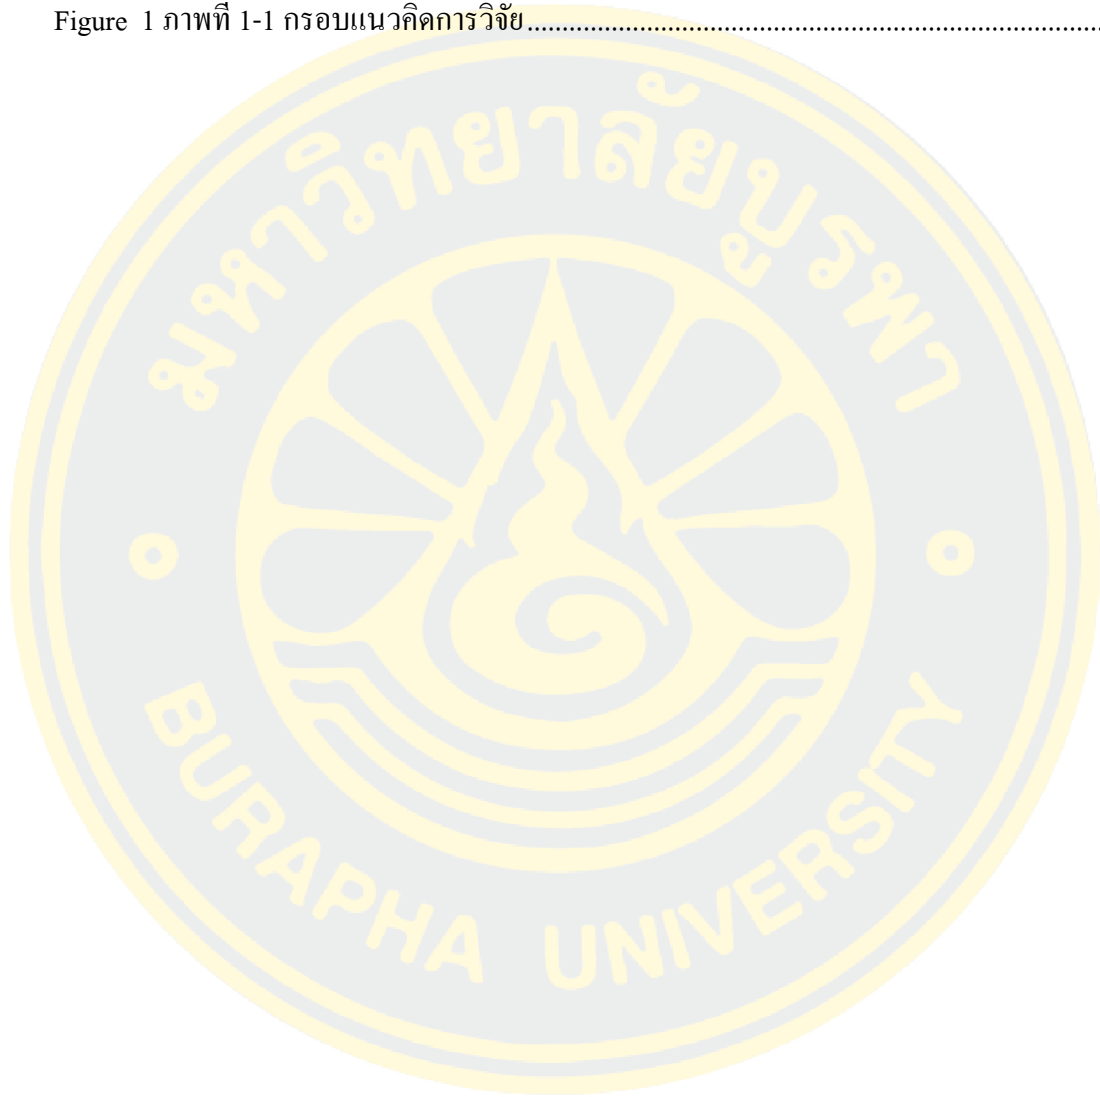 Figure 1 ภาพที่ 1-1 กรอบแนวคิดการวิจัย....................................................................................
มหาวิทยาลัยบูรพา
BURAPHA UNIVERSITY